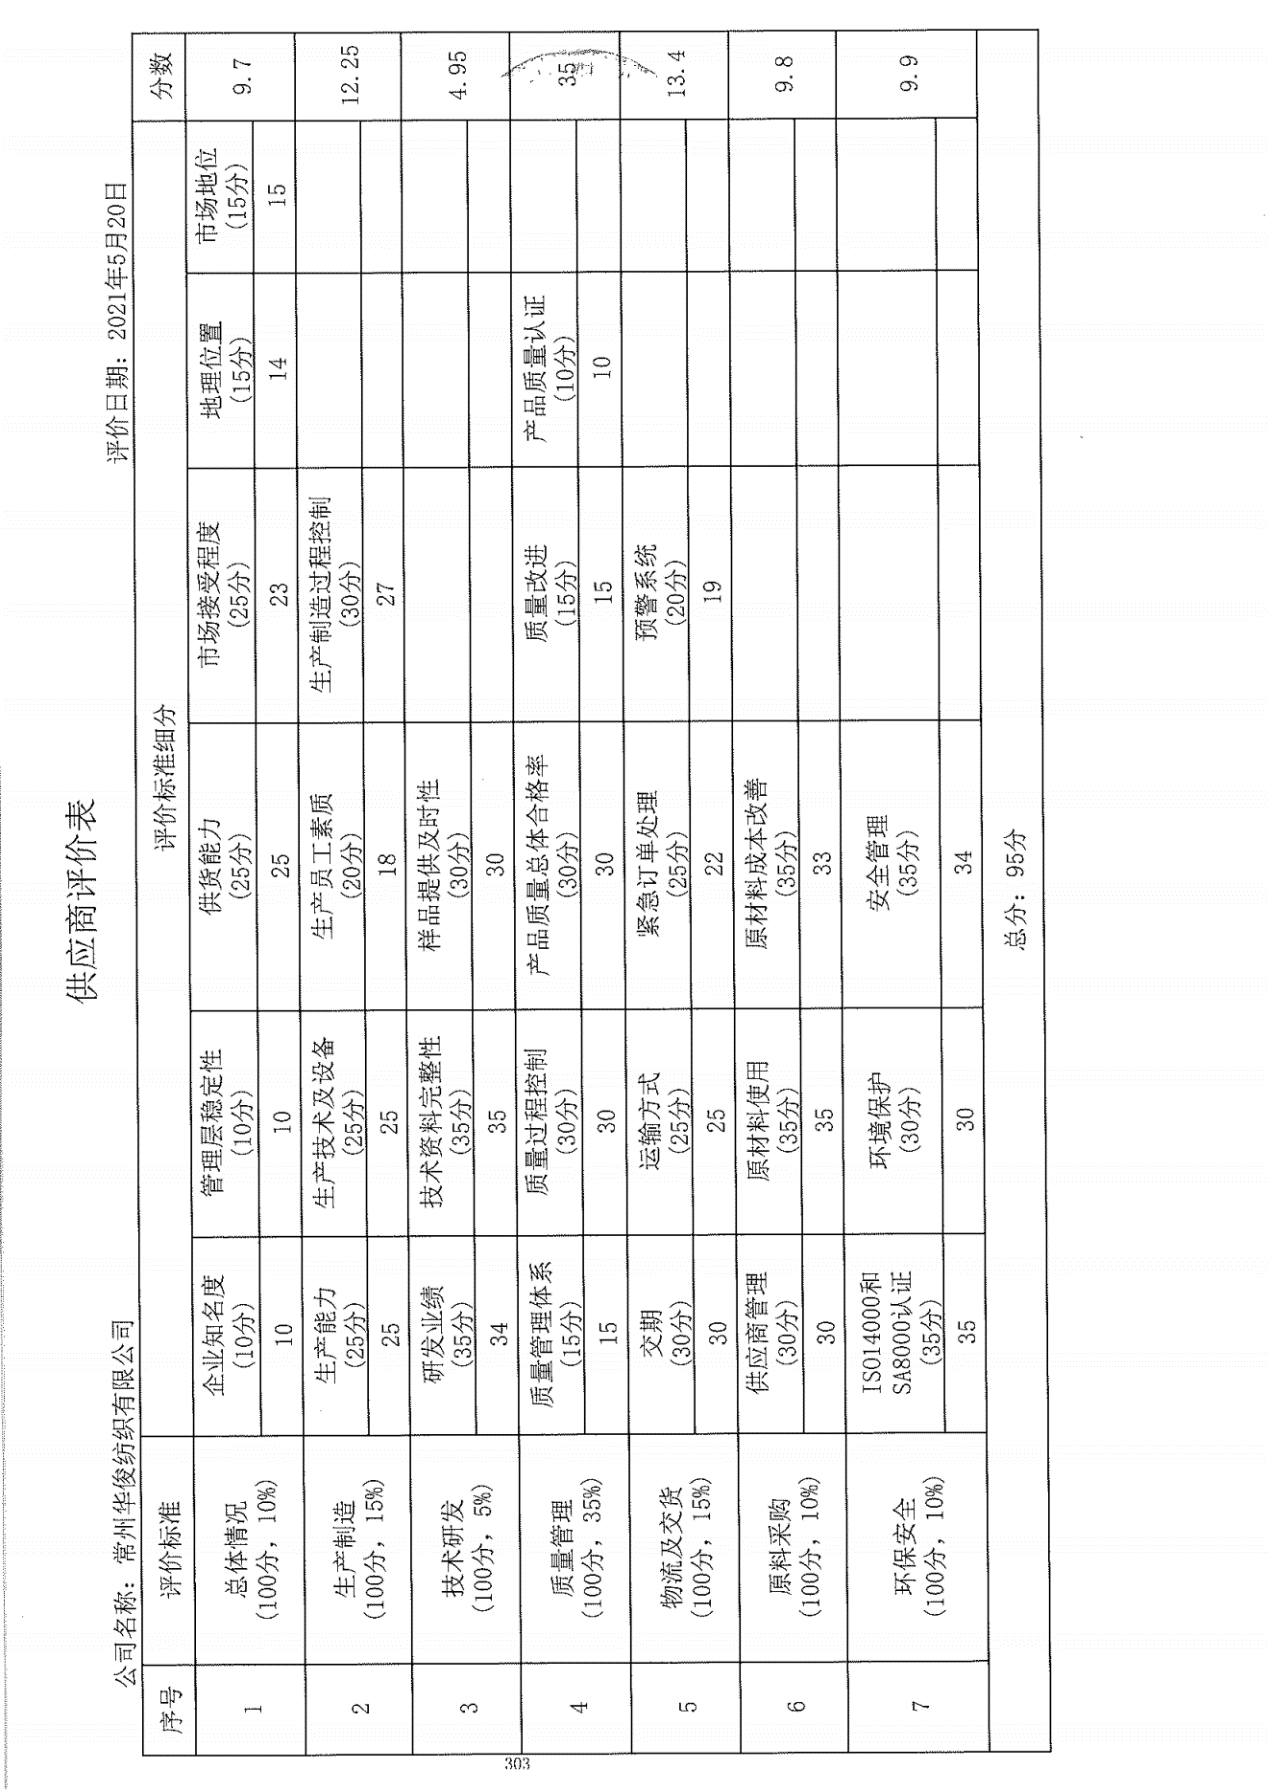 供应商评价表
公司名称：常州华俊纺织有限公司 评价日期：2021年5月20日
序号 评价标准 评价标准细分 分数
1 总体情况 (100分，10%) 企业知名度 (10分) 管理层稳定性 (10分) 供货能力 (25分) 市场接受程度 (25分) 地理位置 (15分) 市场地位 (15分) 9.7
10 10 25 23 14 15
2 生产制造 (100分，15%) 生产能力 (25分) 生产技术及设备 (25分) 生产员工素质 (20分) 生产制造过程控制 (30分) 12.25
25 25 18 27
3 技术研发 (100分，5%) 研发业绩 (35分) 技术资料完整性 (35分) 样品提供及时性 (30分) 4.95
34 35 30
4 质量管理 (100分，35%) 质量管理体系 (15分) 质量过程控制 (30分) 产品质量总体合格率 (30分) 质量改进 (15分) 产品质量认证 (10分) 35
15 30 30 15 10
5 物流及交货 (100分，15%) 交期 (30分) 运输方式 (25分) 紧急订单处理 (25分) 预警系统 (20分) 13.4
30 25 22 19
6 原料采购 (100分，10%) 供应商管理 (30分) 原材料使用 (35分) 原材料成本改善 (35分) 9.8
30 35 33
7 环保安全 (100分，10%) ISO14000和SA8000认证 (35分) 环境保护 (30分) 安全管理 (35分) 9.9
35 30 34
总分：95分
303